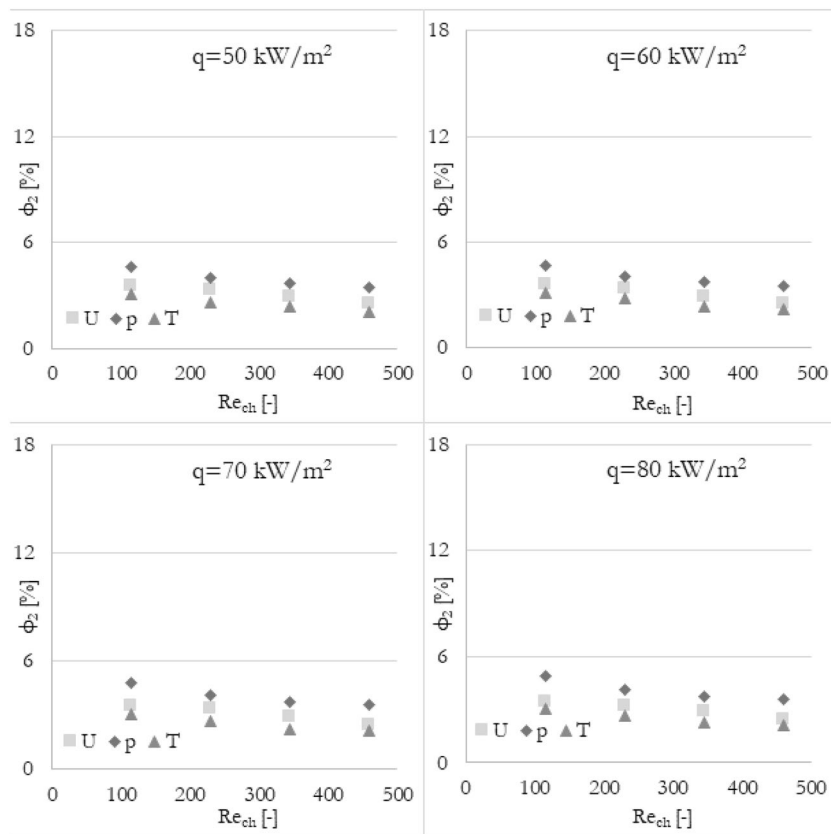 18
q=50 kW/m²
12
ϕ₂ [%]
6
U p T
0
0 100 200 300 400 500
Re_ch [-]
18
q=60 kW/m²
12
ϕ₂ [%]
6
U p T
0
0 100 200 300 400 500
Re_ch [-]
18
q=70 kW/m²
12
ϕ₂ [%]
6
U p T
0
0 100 200 300 400 500
Re_ch [-]
18
q=80 kW/m²
12
ϕ₂ [%]
6
U p T
0
0 100 200 300 400 500
Re_ch [-]